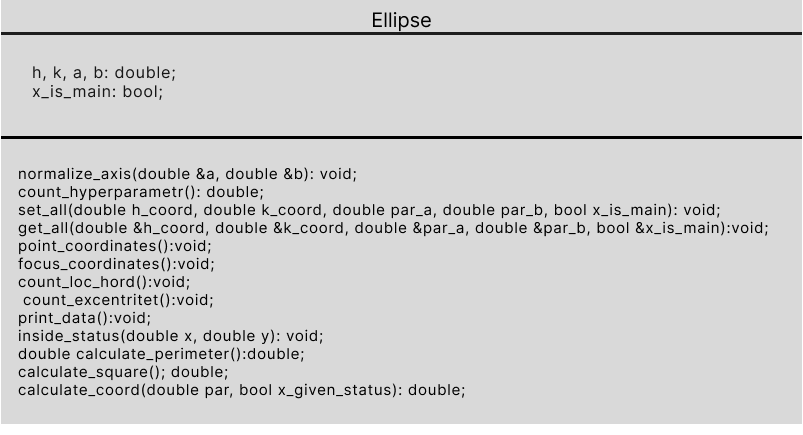 Ellipse
h, k, a, b: double;
x_is_main: bool;
normalize_axis(double &a, double &b): void;
count_hyperparametr(): double;
set_all(double h_coord, double k_coord, double par_a, double par_b, bool x_is_main): void;
get_all(double &h_coord, double &k_coord, double &par_a, double &par_b, bool &x_is_main):void;
point_coordinates():void;
focus_coordinates():void;
count_loc_hord():void;
count_excentritet():void;
print_data():void;
inside_status(double x, double y): void;
double calculate_perimeter():double;
calculate_square(); double;
calculate_coord(double par, bool x_given_status): double;